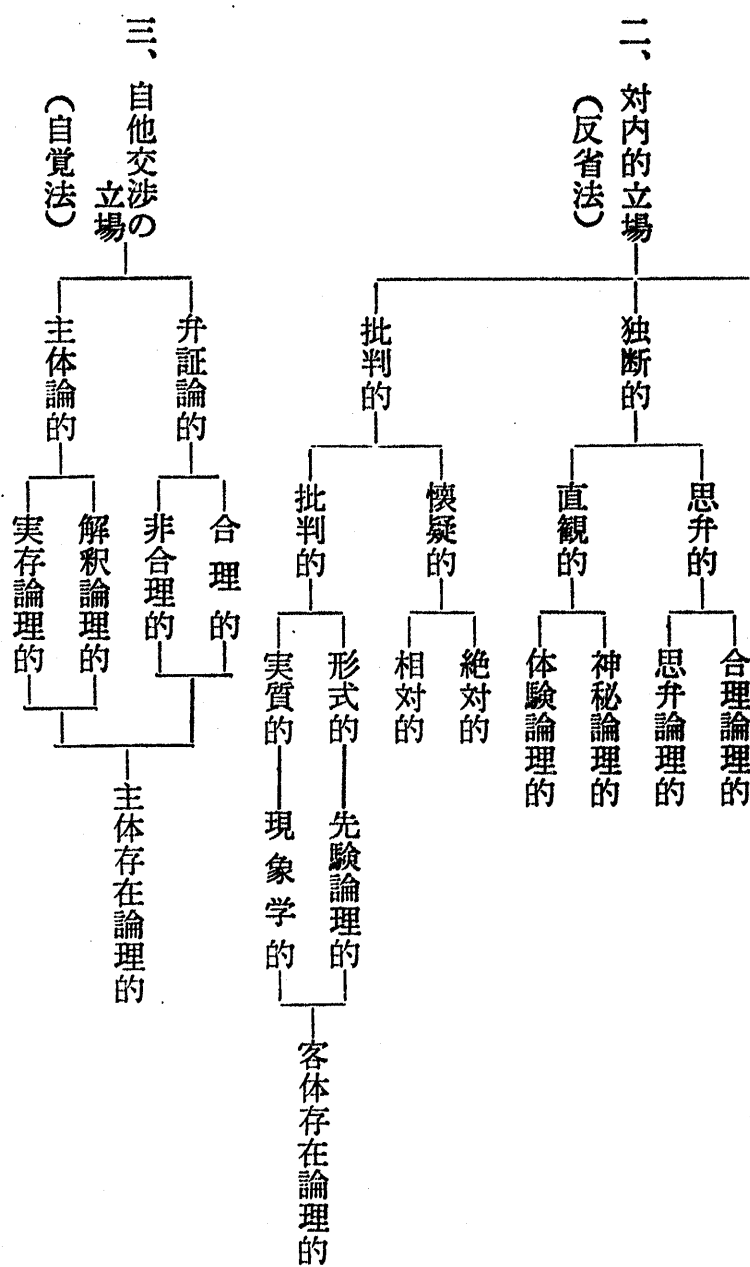 二、対内的立場
（反省法）
独断的
思弁的
合理論理的
思弁論理的
直観的
神秘論理的
体験論理的
批判的
懐疑的
絶対的
相対的
批判的
形式的
先験論理的
実質的
現象学的
客体存在論理的
三、自他交渉の
立場
（自覚法）
弁証論的
合理的
非合理的
主体論的
解釈論理的
実存論理的
主体存在論理的